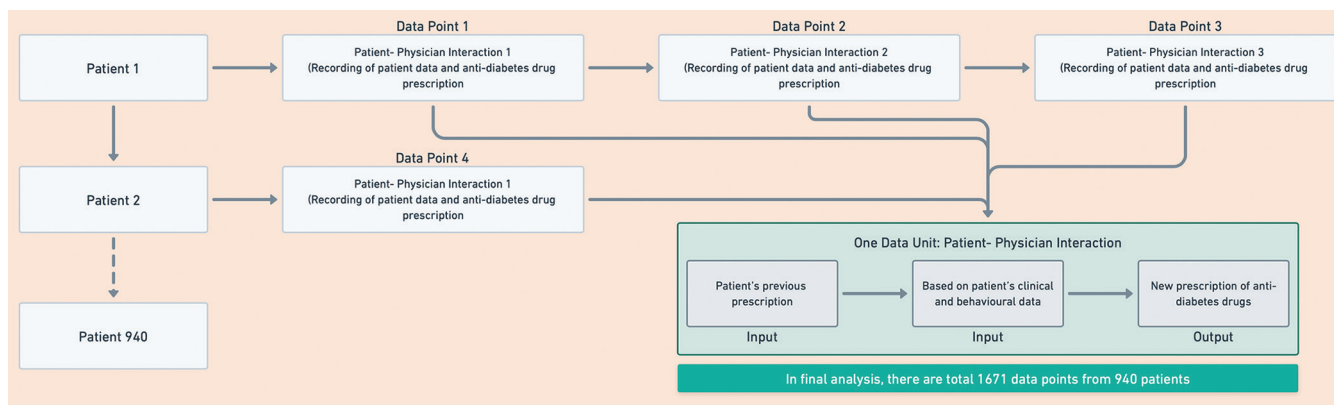 Data Point 1
Data Point 2
Data Point 3
Patient 1
Patient- Physician Interaction 1
(Recording of patient data and anti-diabetes drug
prescription
Patient- Physician Interaction 2
(Recording of patient data and anti-diabetes drug
prescription
Patient- Physician Interaction 3
(Recording of patient data and anti-diabetes drug
prescription
Data Point 4
Patient 2
Patient- Physician Interaction 1
(Recording of patient data and anti-diabetes drug
prescription
Patient 940
One Data Unit: Patient- Physician Interaction
Patient's previous
prescription
Based on patient's clinical
and behavioural data
New prescription of anti-
diabetes drugs
Input
Input
Output
In final analysis, there are total 1671 data points from 940 patients